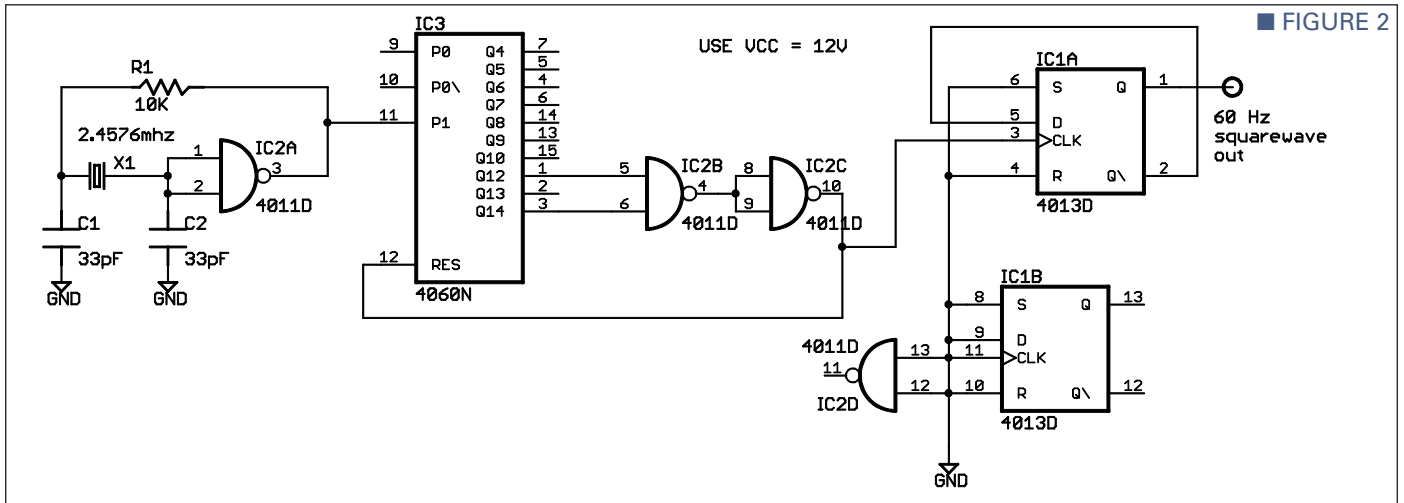 ■ FIGURE 2
IC3
USE VCC = 12V
9 P0 Q4 7
Q5 5
10 P0\ Q6 4
Q7 6
11 P1 Q8 14
Q9 13
Q10 15
Q12 1
Q13 2
Q14 3
12 RES
4060N
R1
10K
2.4576mhz
X1
1
2
IC2A
3
4011D
C1
33pF
GND
C2
33pF
GND
5
6
IC2B
4
4011D
8
9
IC2C
10
4011D
IC1A
6 S Q 1
5 D
3 CLK
4 R Q\ 2
4013D
60 Hz
squarewave
out
IC1B
8 S Q 13
9 D
11 CLK
10 R Q\ 12
4013D
4011D
13
11
12
IC2D
GND